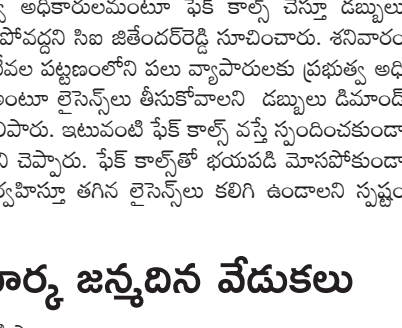 అధికారులమంటూ ఫేక్ కాల్స్ చేస్తూ డబ్బులు
పోవద్దని సిఐ జితేందర్‌రెడ్డి సూచించారు. శనివారం
పట్టణంలోని పలు వ్యాపారులకు ప్రభుత్వ అధి
లైసెన్స్‌లు తీసుకోవాలని డబ్బులు డిమాండ్
ఇటువంటి ఫేక్ కాల్స్ వస్తే స్పందించకుండా
ని చెప్పారు. ఫేక్ కాల్స్‌తో భయపడి మోసపోకుండా
ర్వహిస్తూ తగిన లైసెన్స్‌లు కలిగి ఉండాలని స్పష్టం
జన్మదిన వేడుకలు